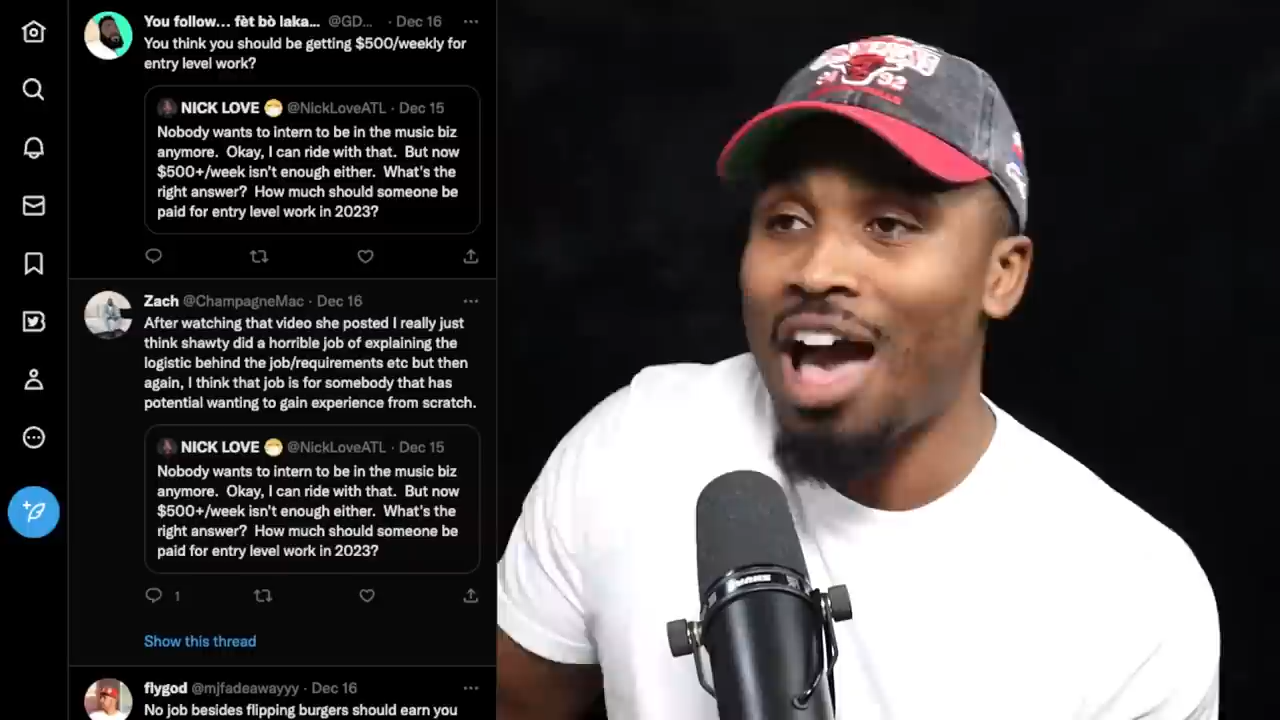 You follow... fèt bò laka... @GD... · Dec 16
You think you should be getting $500/weekly for
entry level work?
NICK LOVE @NickLoveATL · Dec 15
Nobody wants to intern to be in the music biz
anymore. Okay, I can ride with that. But now
$500+/week isn't enough either. What's the
right answer? How much should someone be
paid for entry level work in 2023?
Zach @ChampagneMac · Dec 16
After watching that video she posted I really just
think shawty did a horrible job of explaining the
logistic behind the job/requirements etc but then
again, I think that job is for somebody that has
potential wanting to gain experience from scratch.
NICK LOVE @NickLoveATL · Dec 15
Nobody wants to intern to be in the music biz
anymore. Okay, I can ride with that. But now
$500+/week isn't enough either. What's the
right answer? How much should someone be
paid for entry level work in 2023?
1
Show this thread
flygod @mjfadeawayyy · Dec 16
No job besides flipping burgers should earn you
92
SHURE